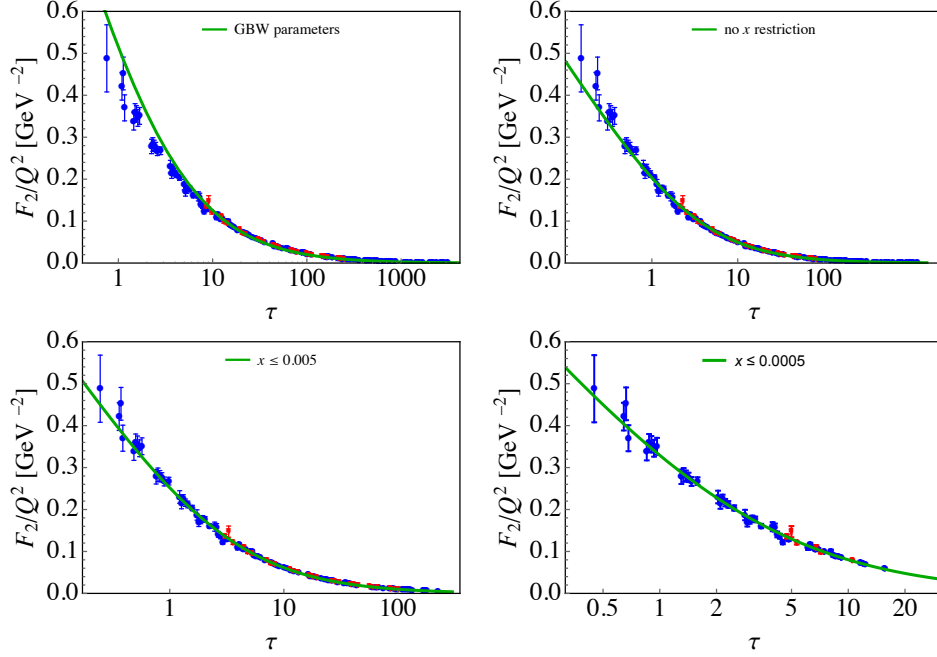 GBW parameters
F₂/Q² [GeV⁻²]
0.6
0.5
0.4
0.3
0.2
0.1
0.0
1 10 100 1000
τ
no x restriction
F₂/Q² [GeV⁻²]
0.6
0.5
0.4
0.3
0.2
0.1
0.0
1 10 100
τ
x ≤ 0.005
F₂/Q² [GeV⁻²]
0.6
0.5
0.4
0.3
0.2
0.1
0.0
1 10 100
τ
x ≤ 0.0005
F₂/Q² [GeV⁻²]
0.6
0.5
0.4
0.3
0.2
0.1
0.0
0.5 1 2 5 10 20
τ